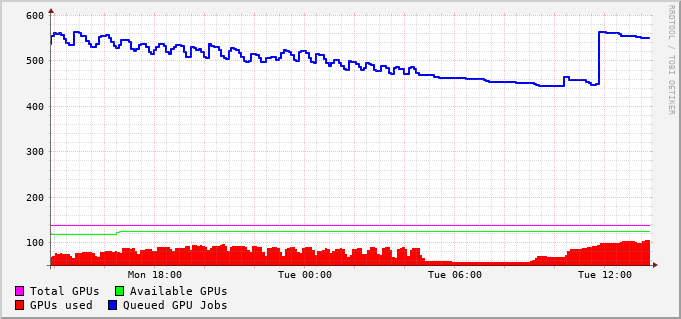 600
500
400
300
200
100
Mon 18:00 Tue 00:00 Tue 06:00 Tue 12:00
Total GPUs Available GPUs
GPUs used Queued GPU Jobs
RRDTOOL / TOBI OETIKER